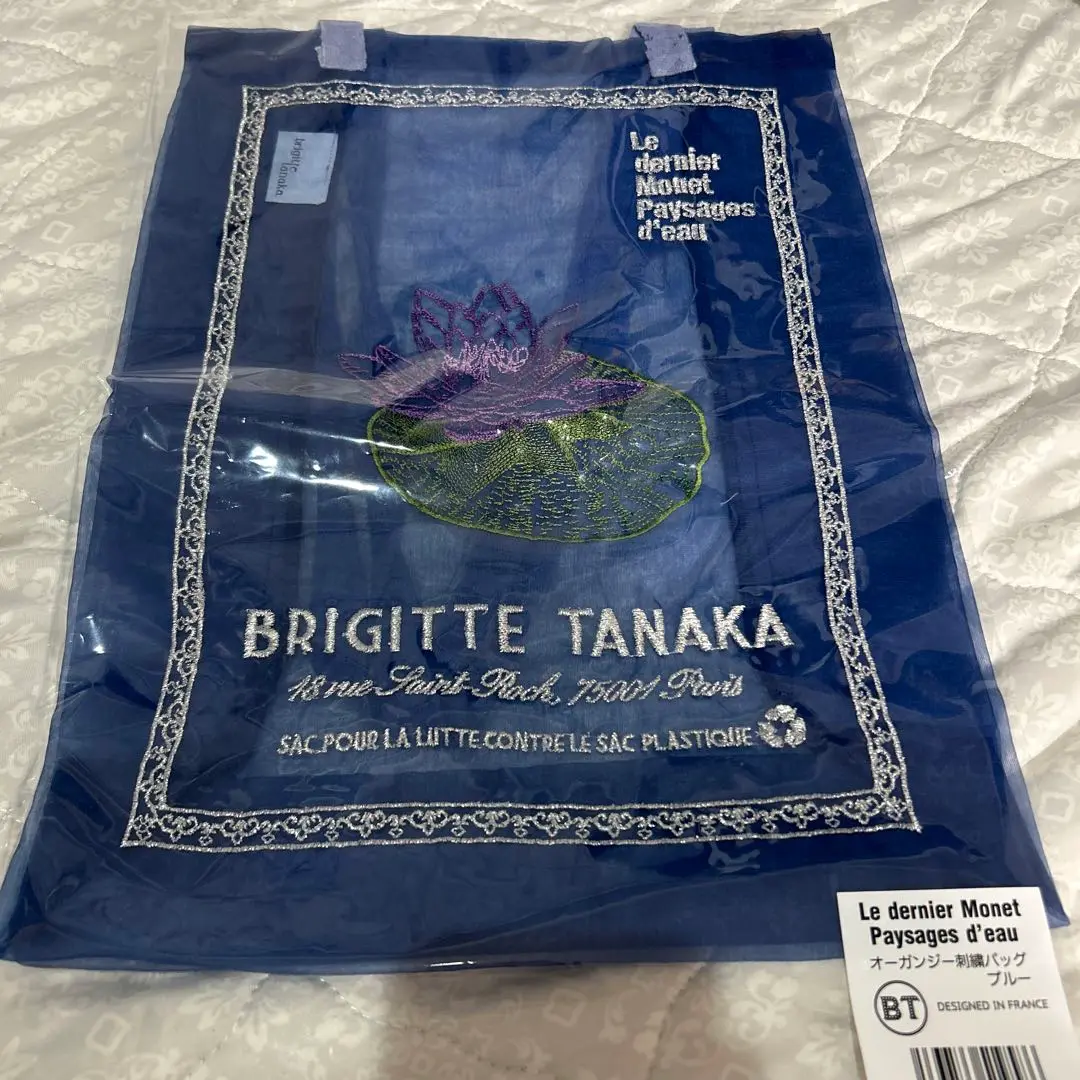 brigitte
tanaka
Le
dernier
Monet
Paysages
d'eau
BRIGITTE TANAKA
18 rue Saint-Roch, 75001 Paris
SAC POUR LA LUTTE CONTRE LE SAC PLASTIQUE
Le dernier Monet
Paysages d'eau
オーガンジー刺繍バッグ
ブルー
BT
DESIGNED IN FRANCE